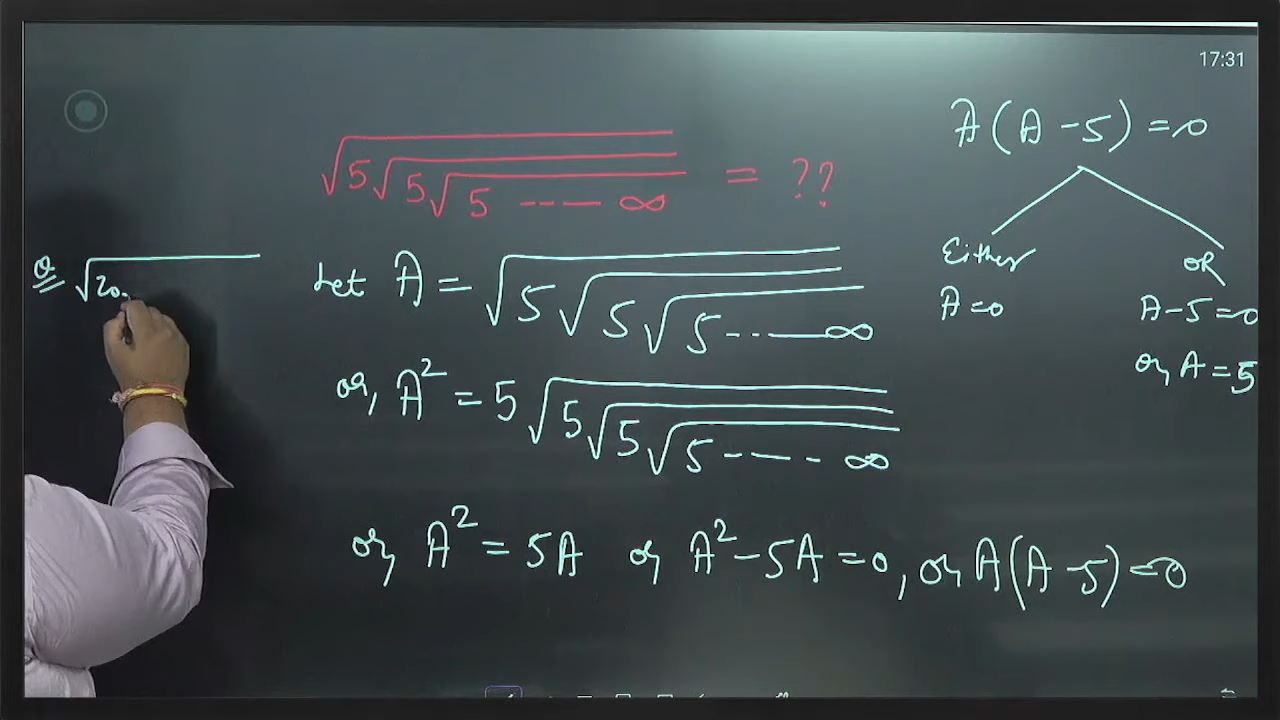 17:31
√5√5√5 ---- ∞ = ??
Let A = √5√5√5 ---- ∞
or, A² = 5√5√5√5 ---- ∞
or, A² = 5A or A² - 5A = 0, or A(A - 5) = 0
A(A - 5) = 0
Either
A = 0
OR
A - 5 = 0
or, A = 5
Q √20